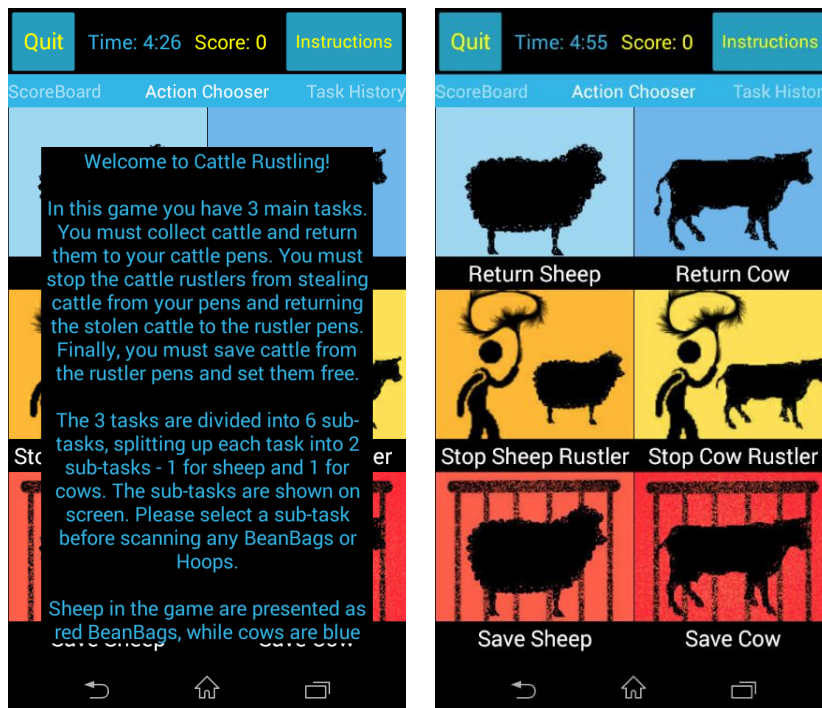 Quit Time: 4:26 Score: 0 Instructions
ScoreBoard Action Chooser Task History
Welcome to Cattle Rustling!
In this game you have 3 main tasks.
You must collect cattle and return
them to your cattle pens. You must
stop the cattle rustlers from stealing
cattle from your pens and returning
the stolen cattle to the rustler pens.
Finally, you must save cattle from
the rustler pens and set them free.
The 3 tasks are divided into 6 sub-
tasks, splitting up each task into 2
sub-tasks - 1 for sheep and 1 for
cows. The sub-tasks are shown on
screen. Please select a sub-task
before scanning any BeanBags or
Hoops.
Sheep in the game are presented as
red BeanBags, while cows are blue
Save Sheep Save Cow
Quit Time: 4:55 Score: 0 Instructions
ScoreBoard Action Chooser Task Histor
Return Sheep Return Cow
Stop Sheep Rustler Stop Cow Rustler
Save Sheep Save Cow